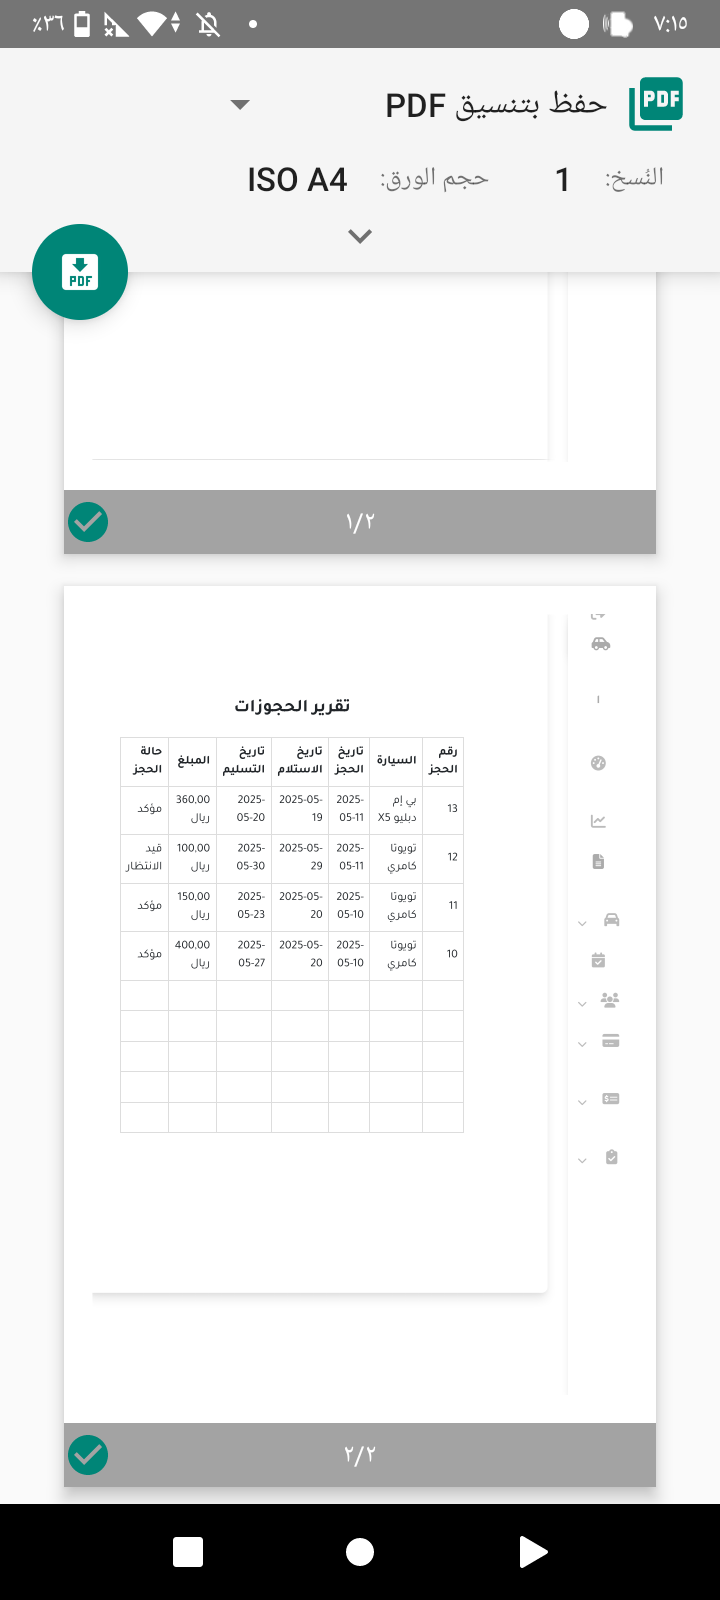 ٧:١٥
٪٣٦
حفظ بتنسيق PDF
PDF
النُسخ: 1 حجم الورق: ISO A4
PDF
١/٢
تقرير الحجوزات
رقم الحجز السيارة تاريخ الحجز تاريخ الاستلام تاريخ التسليم المبلغ حالة الحجز
13 بي إم دبليو X5 2025-05-11 2025-05-19 2025-05-20 360,00 ريال مؤكد
12 تويوتا كامري 2025-05-11 2025-05-29 2025-05-30 100,00 ريال قيد الانتظار
11 تويوتا كامري 2025-05-10 2025-05-20 2025-05-23 150,00 ريال مؤكد
10 تويوتا كامري 2025-05-10 2025-05-20 2025-05-27 400,00 ريال مؤكد
٢/٢